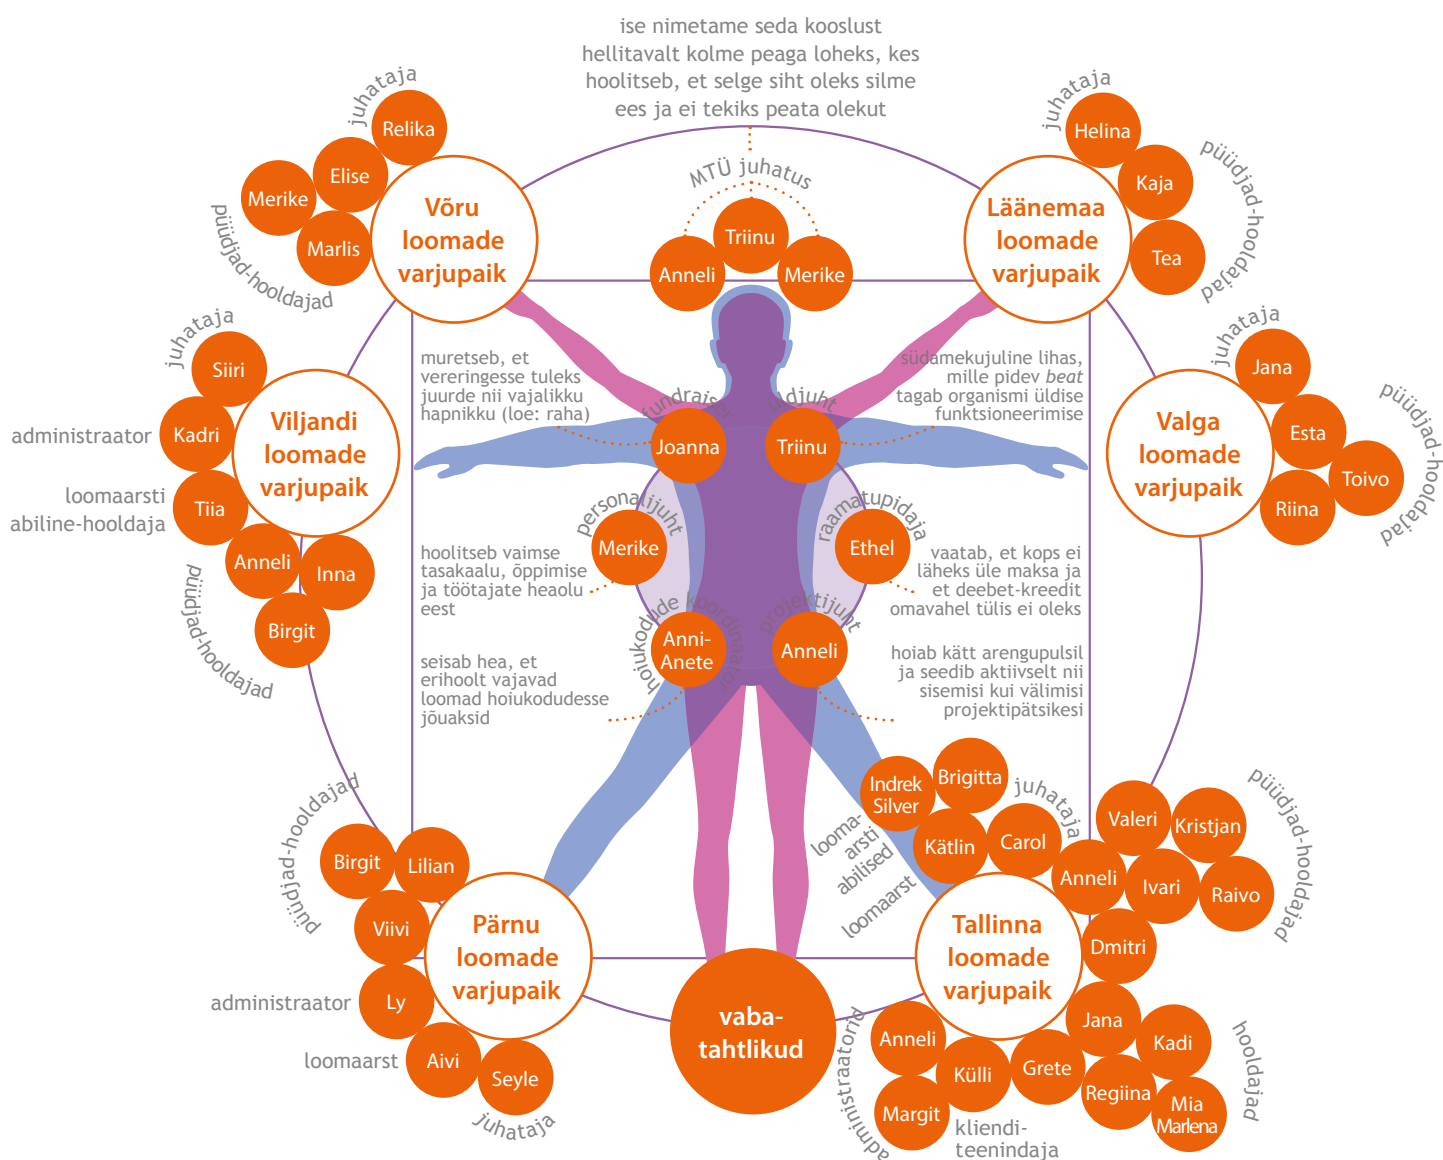 ise nimetame seda kooslust
hellitavalt kolme peaga loheks, kes
hoolitseb, et selge siht oleks silme
ees ja ei tekiks peata olekut
MTÜ juhatus
Triinu
Anneli
Merike
juhataja
Relika
Elise
Merike
Marlis
püüdjad-hooldajad
Võru
loomade
varjupaik
juhataja
Helina
Kaja
Tea
püüdjad-hooldajad
Läänemaa
loomade
varjupaik
juhataja
Siiri
administraator
Kadri
loomaarsti
abiline-hooldaja
Tiia
Anneli
Inna
Birgit
püüdjad-hooldajad
Viljandi
loomade
varjupaik
juhataja
Jana
Esta
Toivo
Riina
püüdjad-hooldajad
Valga
loomade
varjupaik
muretseb, et
vereringesse tuleks
juurde nii vajalikku
hapnikku (loe: raha)
fundraiser
Joanna
südamekujuline lihas,
mille pidev beat
tagab organismi üldise
funktsioneerimise
üldjuht
Triinu
personalijuht
Merike
hoolitseb vaimse
tasakaalu, õppimise
ja töötajate heaolu
eest
raamatupidaja
Ethel
vaatab, et kops ei
läheks üle maksa ja
et deebet-kreedit
omavahel tülis ei oleks
hoiukodude koordinaator
Anni-
Anete
seisab hea, et
erihoolt vajavad
loomad hoiukodudesse
jõuaksid
projektijuht
Anneli
hoiab kätt arengupulsil
ja seedib aktiivselt nii
sisemisi kui välimisi
projektipätsikesi
püüdjad-hooldajad
Birgit
Lilian
Viivi
administraator
Ly
loomaarst
Aivi
Seyle
juhataja
Pärnu
loomade
varjupaik
vaba-
tahtlikud
Indrek
Silver
Brigitta
looma-
arsti
abilised
Kätlin
loomaarst
juhataja
Carol
Valeri
Kristjan
Anneli
Ivari
Raivo
Dmitri
püüdjad-hooldajad
Tallinna
loomade
varjupaik
Anneli
Margit
administraatorid
Külli
kliendi-
teenindaja
Grete
Jana
Kadi
Regiina
Mia
Marlena
hooldajad